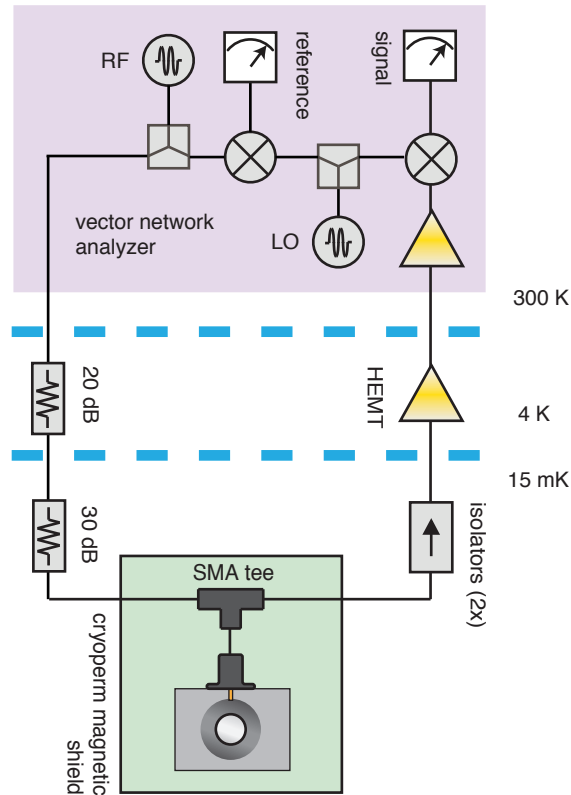 RF
reference
signal
vector network
analyzer
LO
300 K
20 dB
HEMT
4 K
15 mK
30 dB
isolators (2x)
SMA tee
cryoperm magnetic
shield